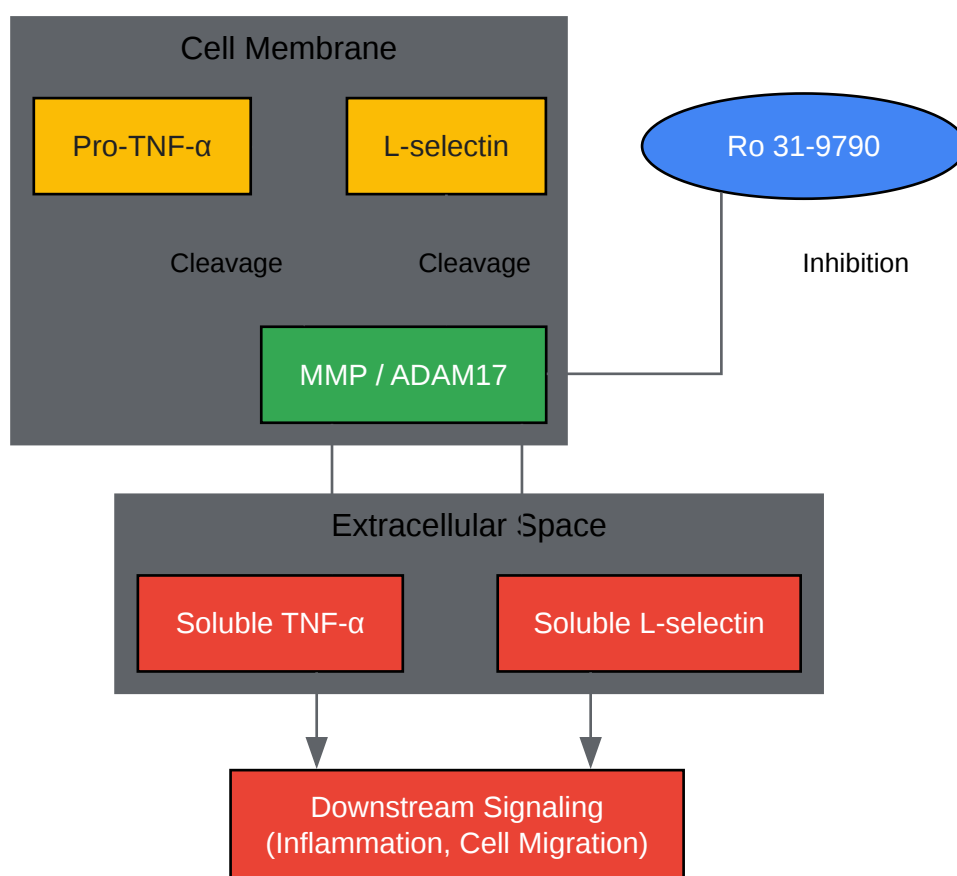 Cell Membrane
Pro-TNF-α
L-selectin
Ro 31-9790
Cleavage
Cleavage
Inhibition
MMP / ADAM17
Extracellular Space
Soluble TNF-α
Soluble L-selectin
Downstream Signaling
(Inflammation, Cell Migration)